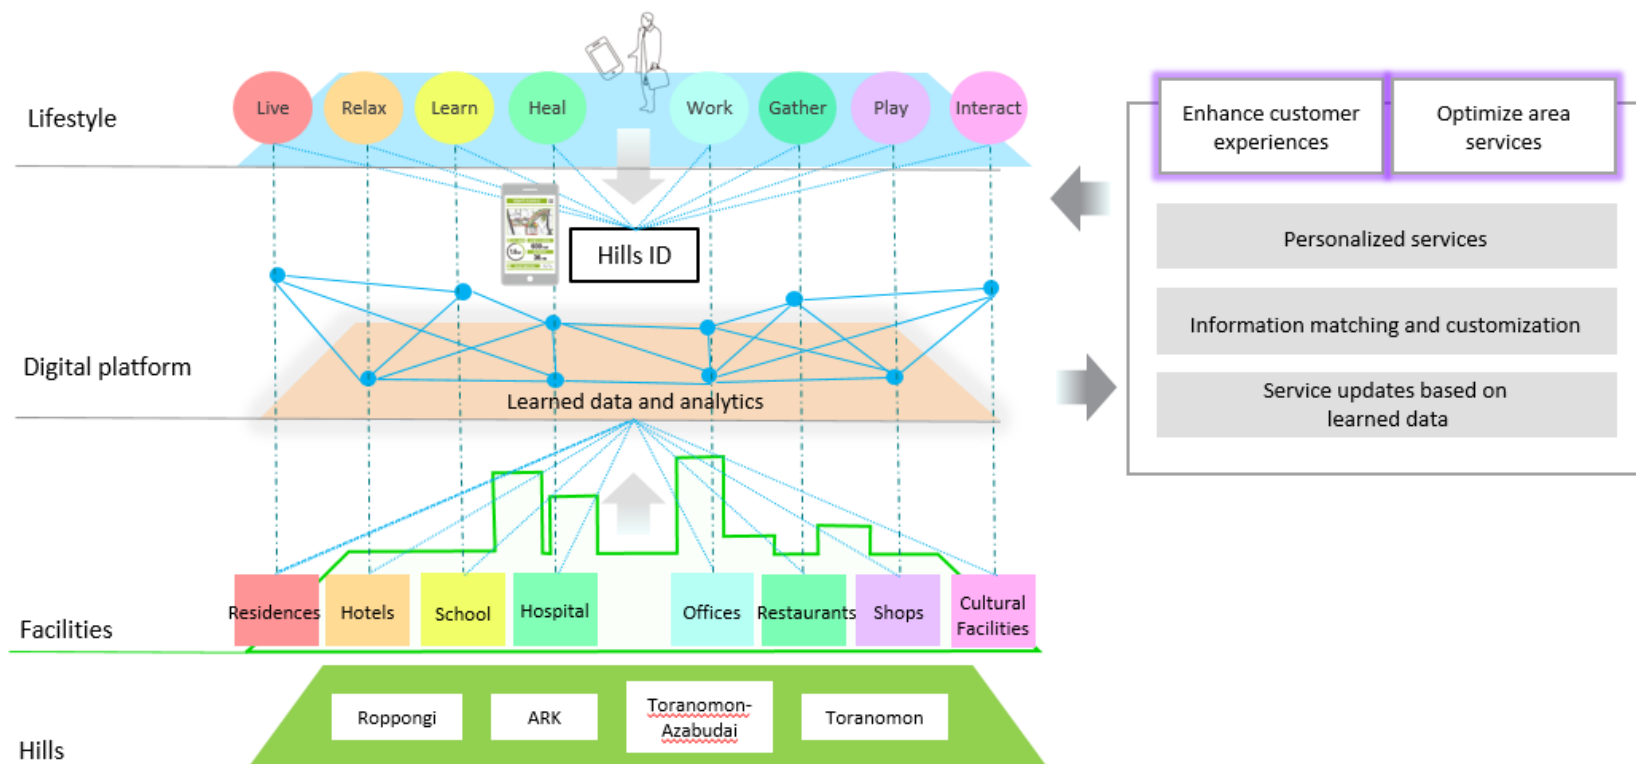 Lifestyle
Live
Relax
Learn
Heal
Work
Gather
Play
Interact
Hills ID
Digital platform
Learned data and analytics
Facilities
Residences
Hotels
School
Hospital
Offices
Restaurants
Shops
Cultural
Facilities
Hills
Roppongi
ARK
Toranomon-
Azabudai
Toranomon
Enhance customer
experiences
Optimize area
services
Personalized services
Information matching and customization
Service updates based on
learned data